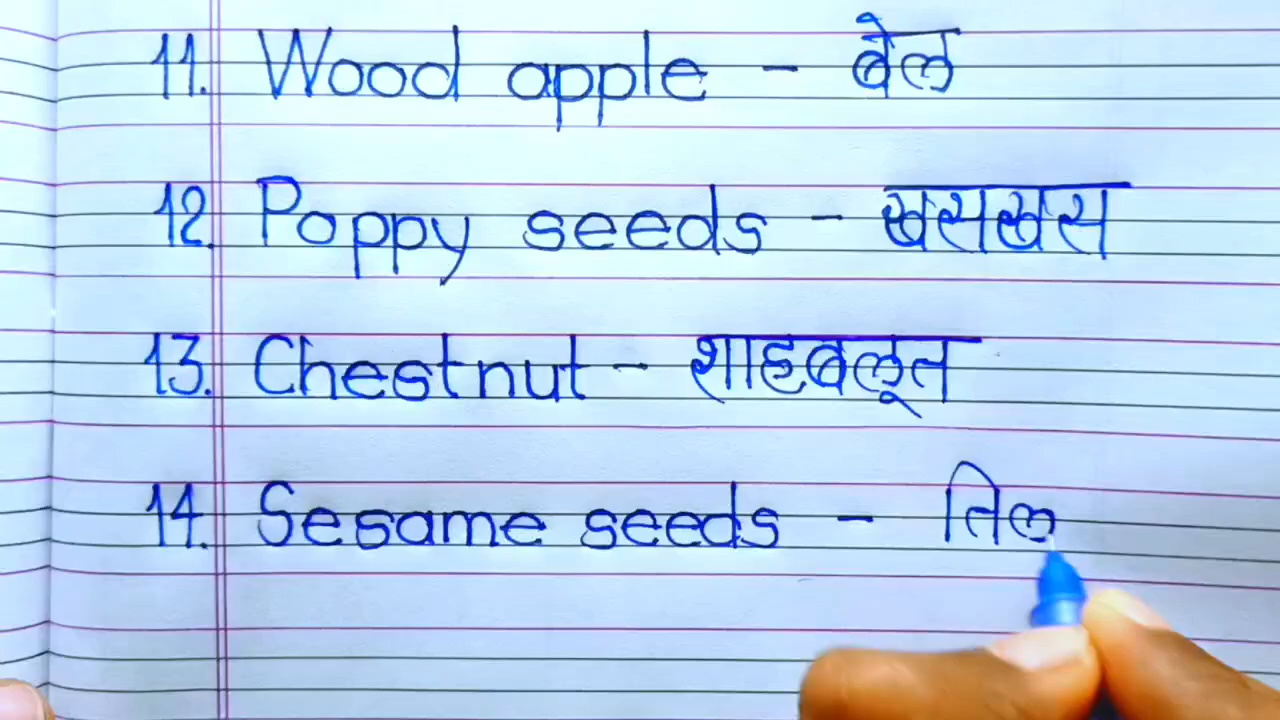 11. Wood apple - बेल
12. Poppy seeds - खसखस
13. Chestnut - शाहबलूत
14. Sesame seeds - तिल